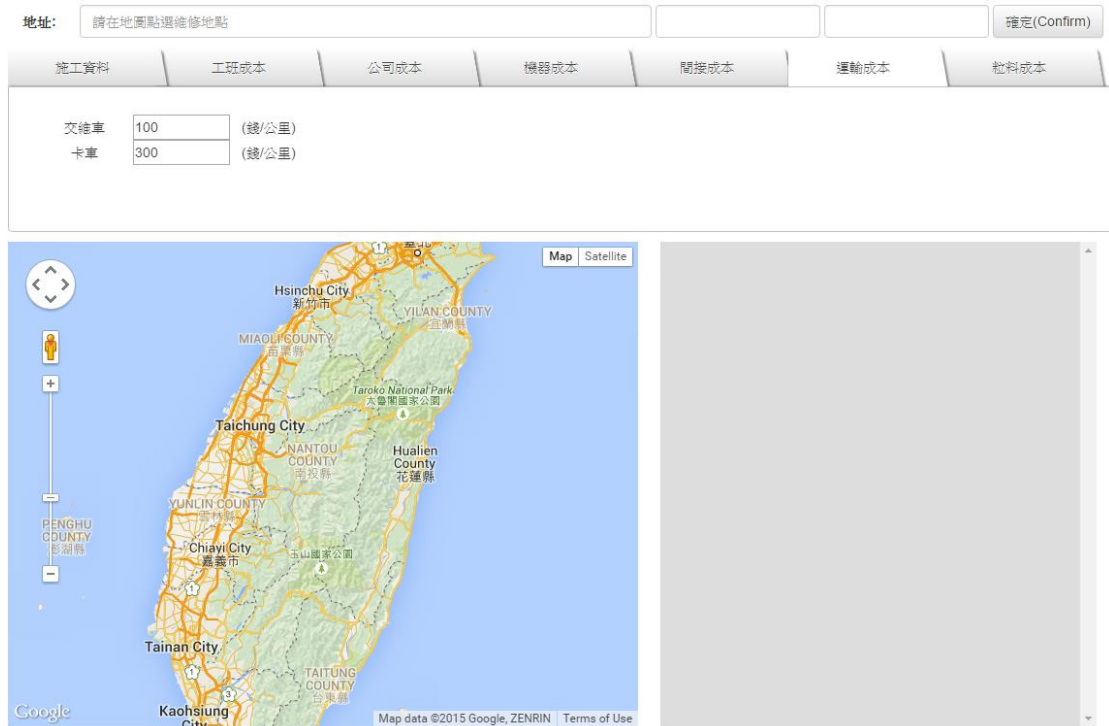 地址:
請在地圖點選維修地點
確定(Confirm)
施工資料
工班成本
公司成本
機器成本
間接成本
運輸成本
粒料成本
交維車 100 (錢/公里)
卡車 300 (錢/公里)
臺北
Map Satellite
Hsinchu City
新竹市
YILAN COUNTY
宜蘭縣
MIAOLI COUNTY
苗栗縣
Taroko National Park
太魯閣國家公園
Taichung City
NANTOU
COUNTY
南投縣
Hualien
County
花蓮縣
YUNLIN COUNTY
雲林縣
PENGHU
COUNTY
澎湖縣
Chiayi City
嘉義市
玉山國家公園
Tainan City
TAITUNG
COUNTY
台東縣
Kaohsiung
City
1
1
1
3
Google
Map data ©2015 Google, ZENRIN Terms of Use